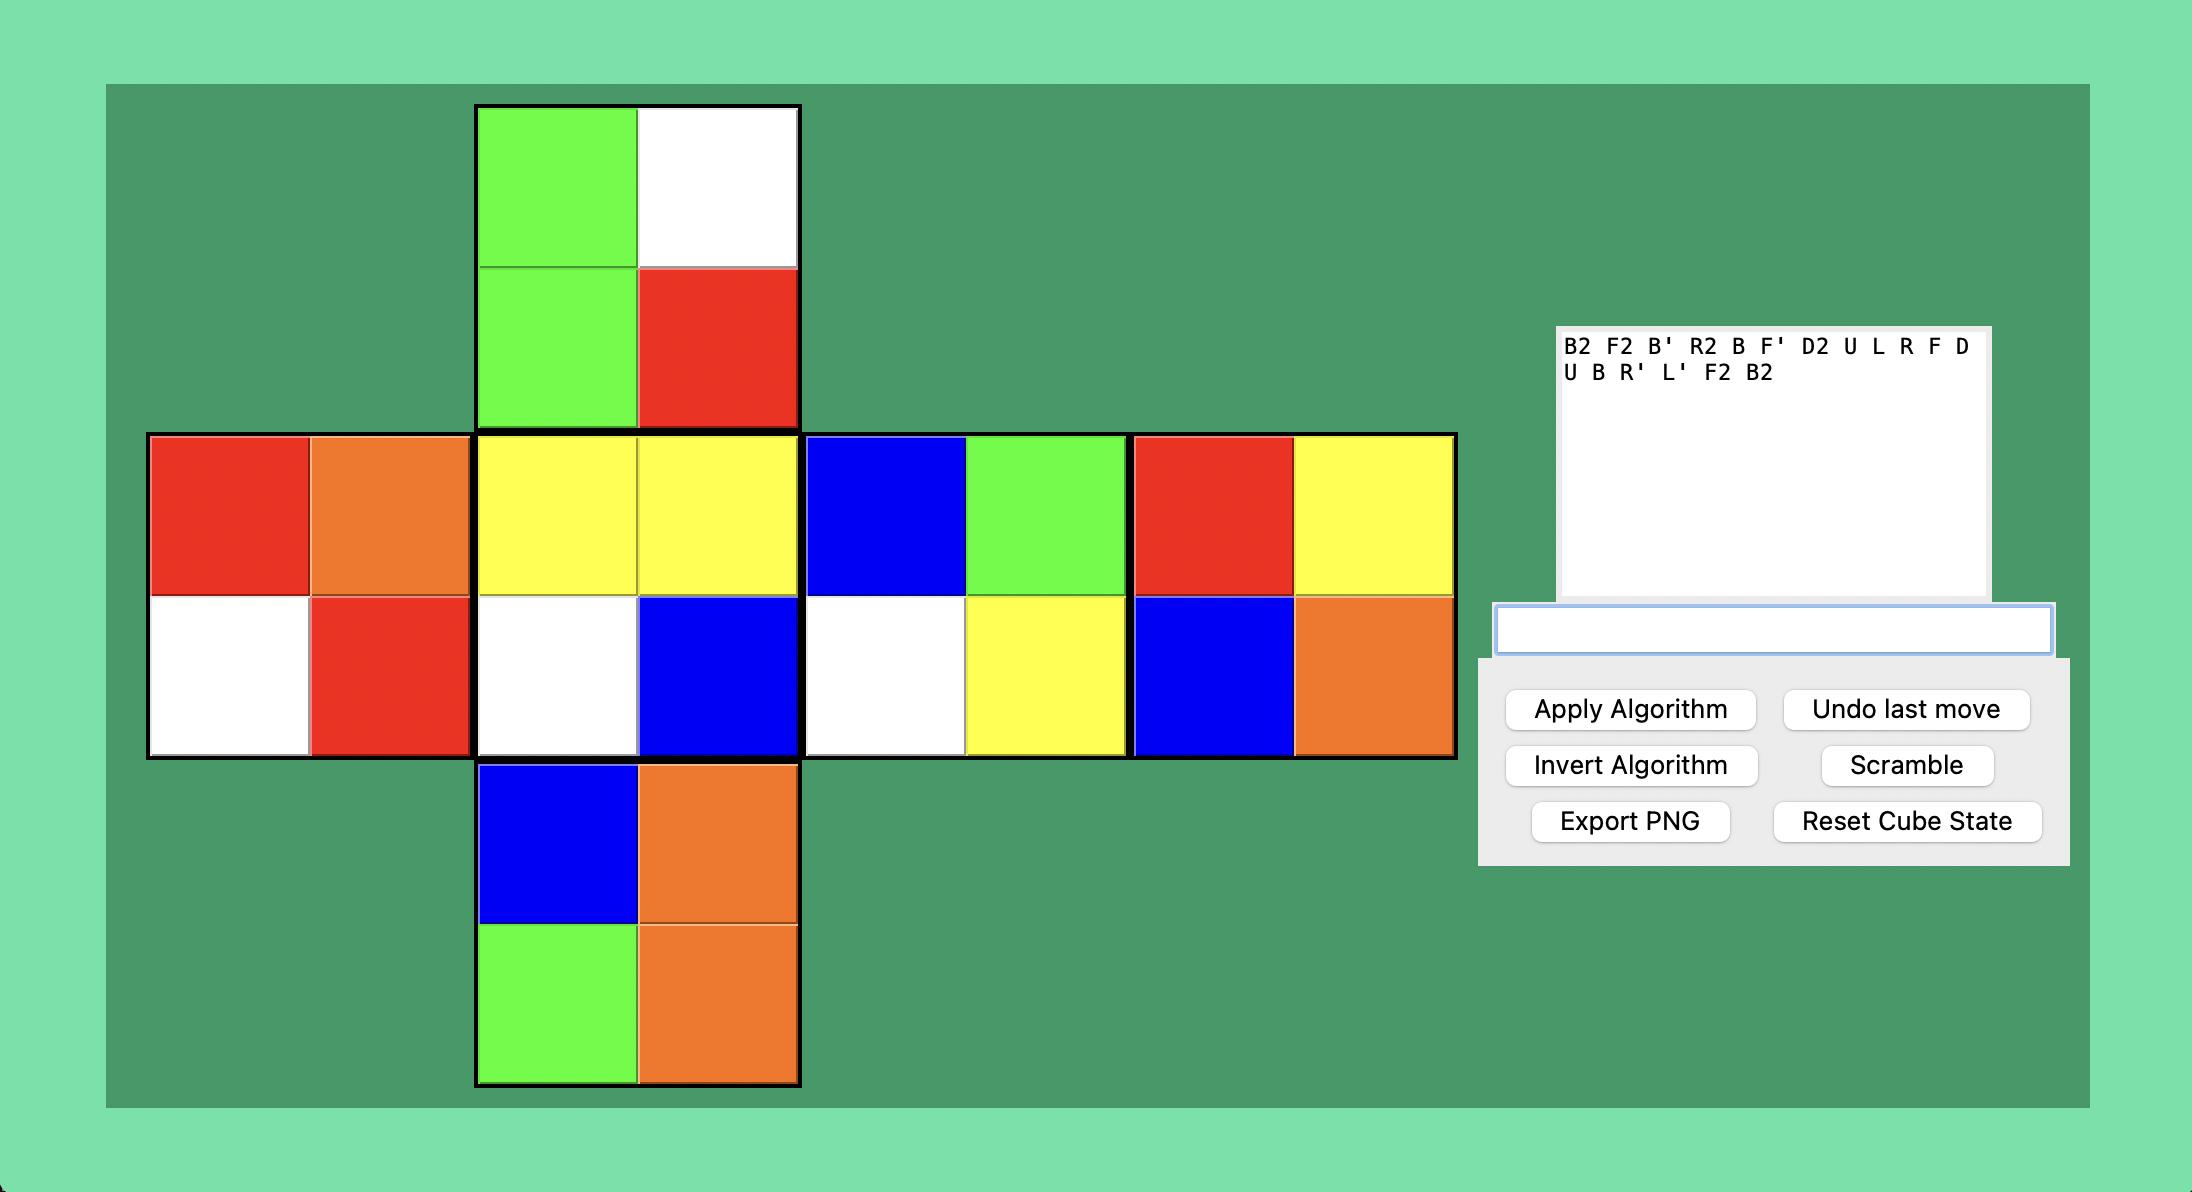 B2 F2 B' R2 B F' D2 U L R F D
U B R' L' F2 B2
Apply Algorithm Undo last move
Invert Algorithm Scramble
Export PNG Reset Cube State